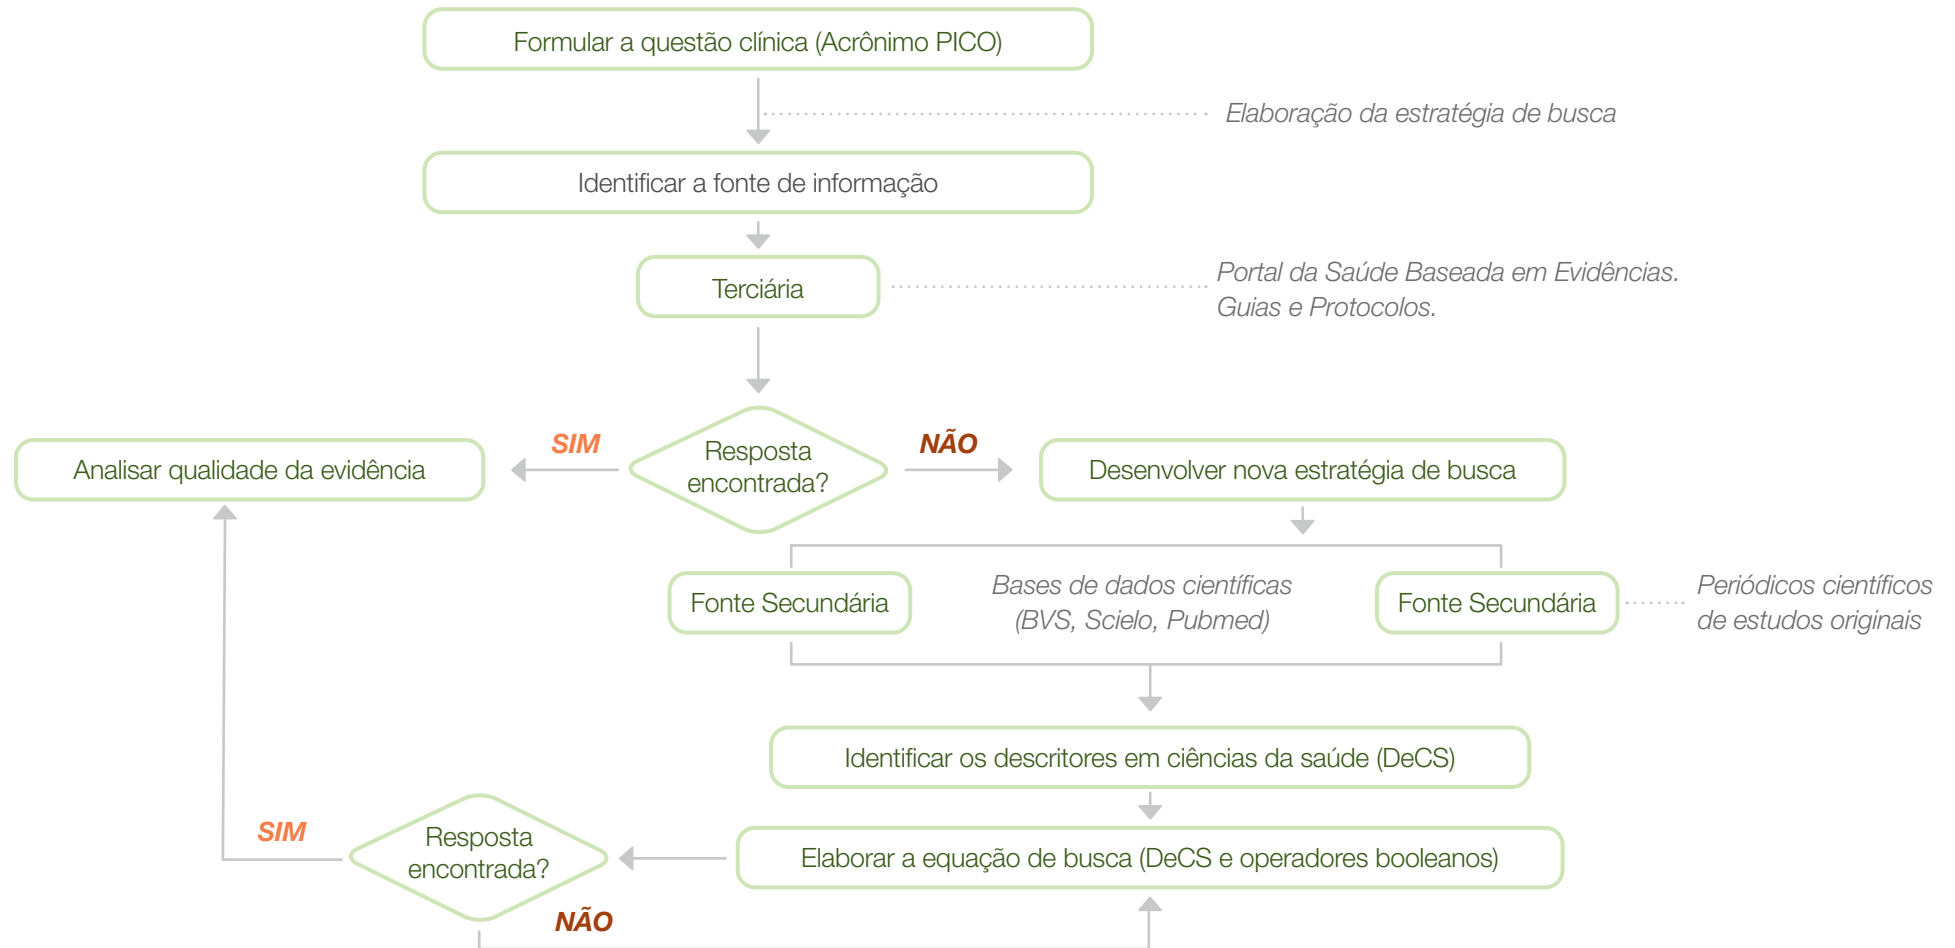 Formular a questão clínica (Acrônimo PICO)
Elaboração da estratégia de busca
Identificar a fonte de informação
Terciária
Portal da Saúde Baseada em Evidências.
Guias e Protocolos.
Resposta
encontrada?
SIM
NÃO
Analisar qualidade da evidência
Desenvolver nova estratégia de busca
Fonte Secundária
Bases de dados científicas
(BVS, Scielo, Pubmed)
Fonte Secundária
Periódicos científicos
de estudos originais
Identificar os descritores em ciências da saúde (DeCS)
Elaborar a equação de busca (DeCS e operadores booleanos)
Resposta
encontrada?
SIM
NÃO